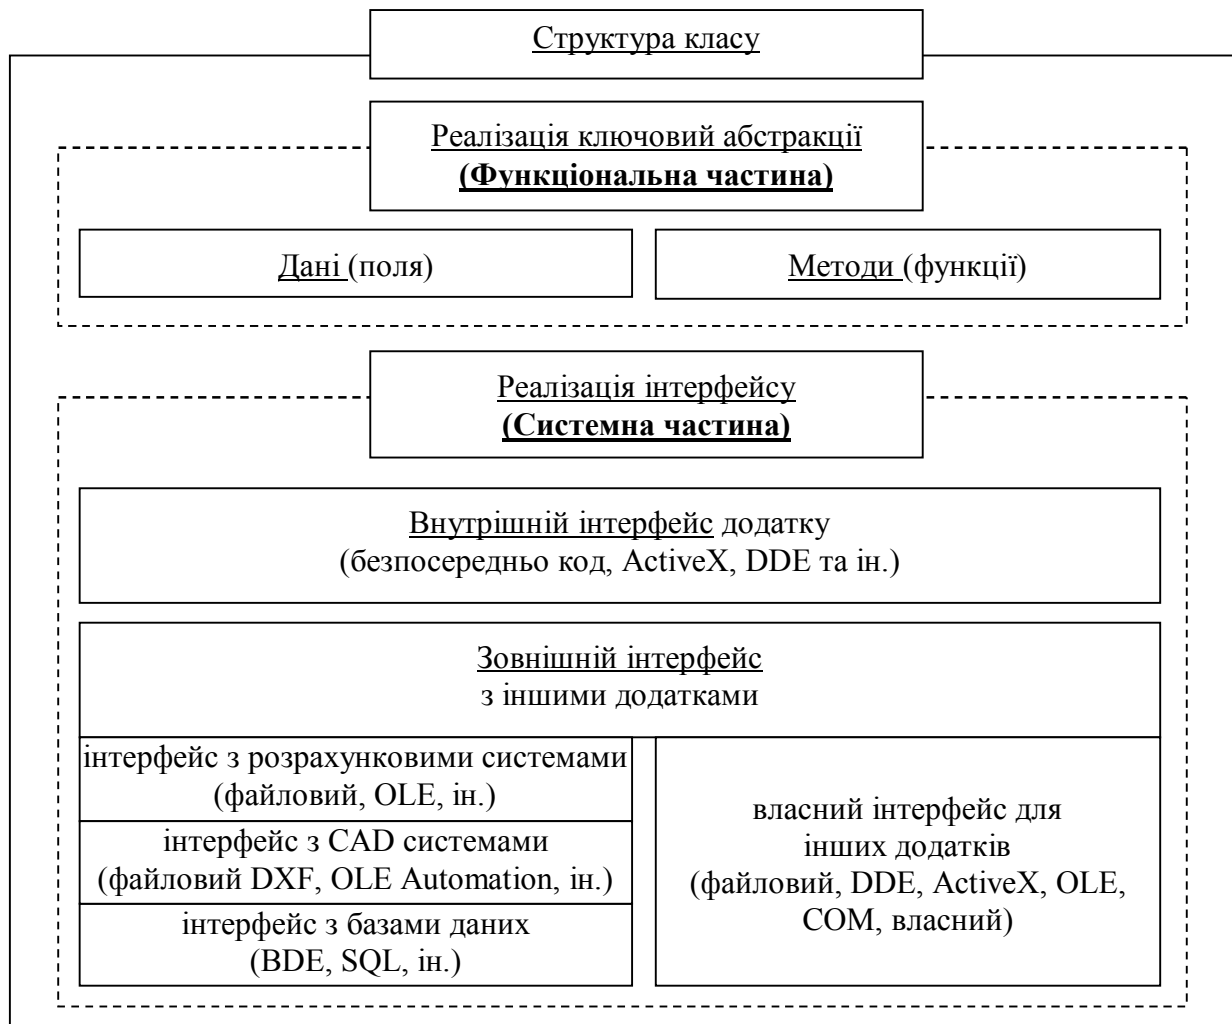 Структура класу
Реалізація ключовий абстракції
(Функціональна частина)
Дані (поля)
Методи (функції)
Реалізація інтерфейсу
(Системна частина)
Внутрішній інтерфейс додатку
(безпосередньо код, ActiveX, DDE та ін.)
Зовнішній інтерфейс
з іншими додатками
інтерфейс з розрахунковими системами
(файловий, OLE, ін.)
інтерфейс з CAD системами
(файловий DXF, OLE Automation, ін.)
інтерфейс з базами даних
(BDE, SQL, ін.)
власний інтерфейс для
інших додатків
(файловий, DDE, ActiveX, OLE,
COM, власний)